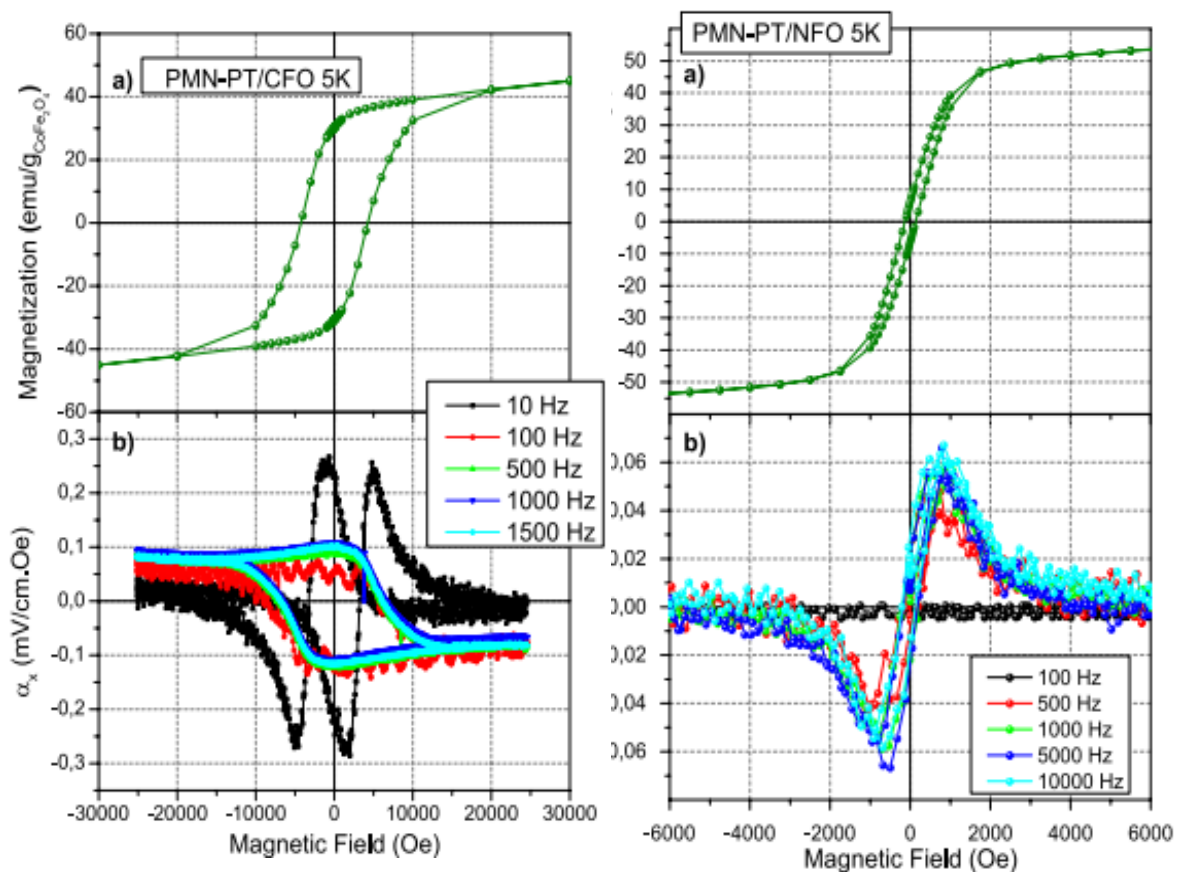 PMN-PT/CFO 5K
a)
Magnetization (emu/g_CoFe₂O₄)
60
40
20
0
-20
-40
-60
10 Hz
100 Hz
500 Hz
1000 Hz
1500 Hz
b)
αₓ (mV/cm.Oe)
0,3
0,2
0,1
0,0
-0,1
-0,2
-0,3
-30000 -20000 -10000 0 10000 20000 30000
Magnetic Field (Oe)
PMN-PT/NFO 5K
a)
50
40
30
20
10
0
-10
-20
-30
-40
-50
b)
0,06
0,04
0,02
0,00
0,02
0,04
0,06
100 Hz
500 Hz
1000 Hz
5000 Hz
10000 Hz
-6000 -4000 -2000 0 2000 4000 6000
Magnetic Field (Oe)